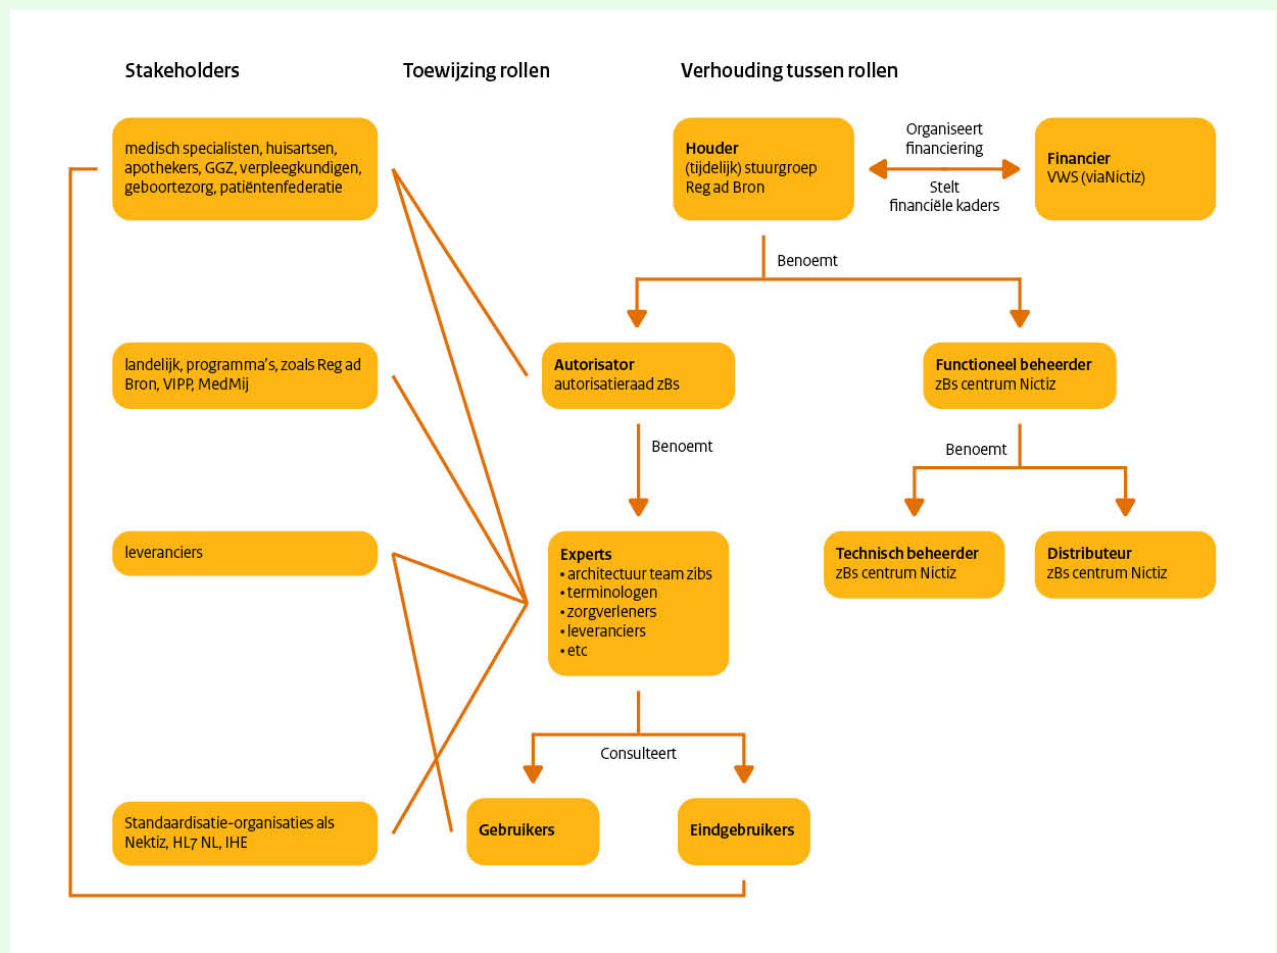 Stakeholders
Toewijzing rollen
Verhouding tussen rollen
medisch specialisten, huisartsen,
apothekers, GGZ, verpleegkundigen,
geboortezorg, patiëntenfederatie
Houder
(tijdelijk) stuurgroep
Reg ad Bron
Organiseert
financiering
Stelt
financiële kaders
Financier
VWS (viaNictiz)
Benoemt
landelijk, programma's, zoals Reg ad
Bron, VIPP, MedMij
Autorisator
autorisatieraad zBs
Functioneel beheerder
zBs centrum Nictiz
Benoemt
Benoemt
leveranciers
Experts
• architectuur team zibs
• terminologen
• zorgverleners
• leveranciers
• etc
Technisch beheerder
zBs centrum Nictiz
Distributeur
zBs centrum Nictiz
Consulteert
Standaardisatie-organisaties als
Nektiz, HL7 NL, IHE
Gebruikers
Eindgebruikers